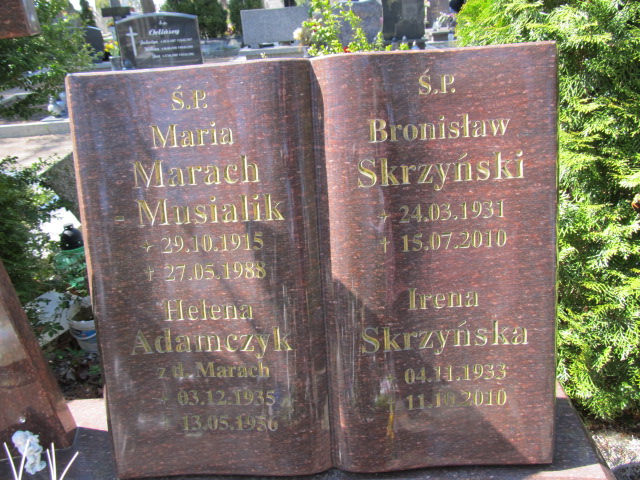 Ś.P.
Maria
Marach
- Musialik
+ 29.10.1915
† 27.05.1988
Helena
Adamczyk
z d. Marach
+ 03.12.1935
+ 13.05.1956
Ś.P.
Bronisław
Skrzyński
+ 24.03.1931
† 15.07.2010
Irena
Skrzyńska
04.11.1933
11.10.2010